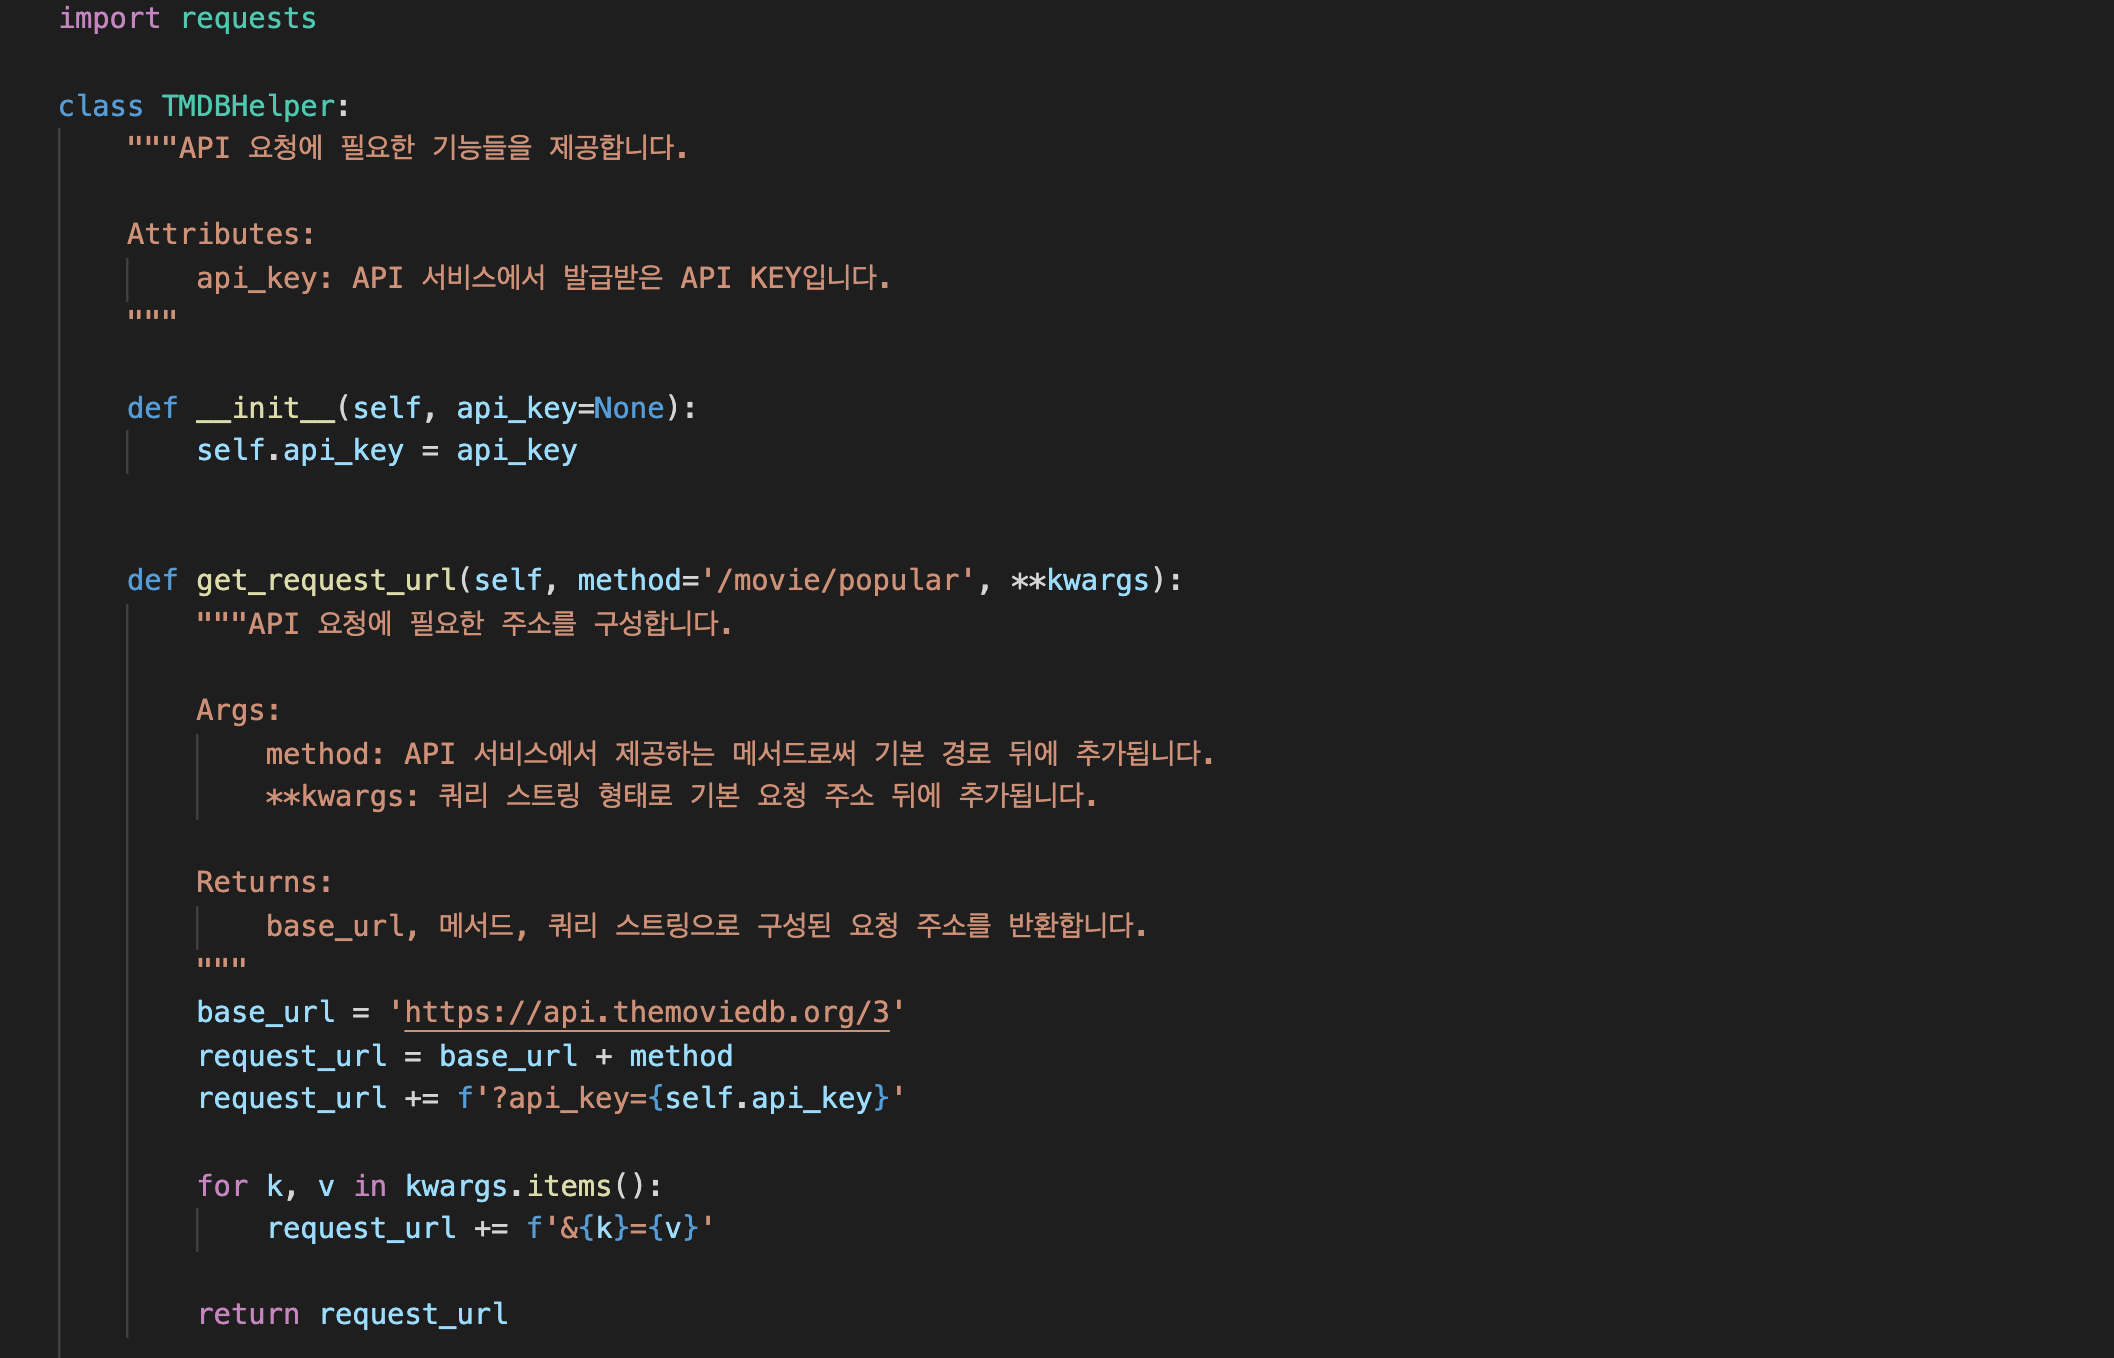 import requests
class TMDBHelper:
"""API 요청에 필요한 기능들을 제공합니다.
Attributes:
api_key: API 서비스에서 발급받은 API KEY입니다.
"""
def __init__(self, api_key=None):
self.api_key = api_key
def get_request_url(self, method='/movie/popular', **kwargs):
"""API 요청에 필요한 주소를 구성합니다.
Args:
method: API 서비스에서 제공하는 메서드로써 기본 경로 뒤에 추가됩니다.
**kwargs: 쿼리 스트링 형태로 기본 요청 주소 뒤에 추가됩니다.
Returns:
base_url, 메서드, 쿼리 스트링으로 구성된 요청 주소를 반환합니다.
"""
base_url = 'https://api.themoviedb.org/3'
request_url = base_url + method
request_url += f'?api_key={self.api_key}'
for k, v in kwargs.items():
request_url += f'&{k}={v}'
return request_url